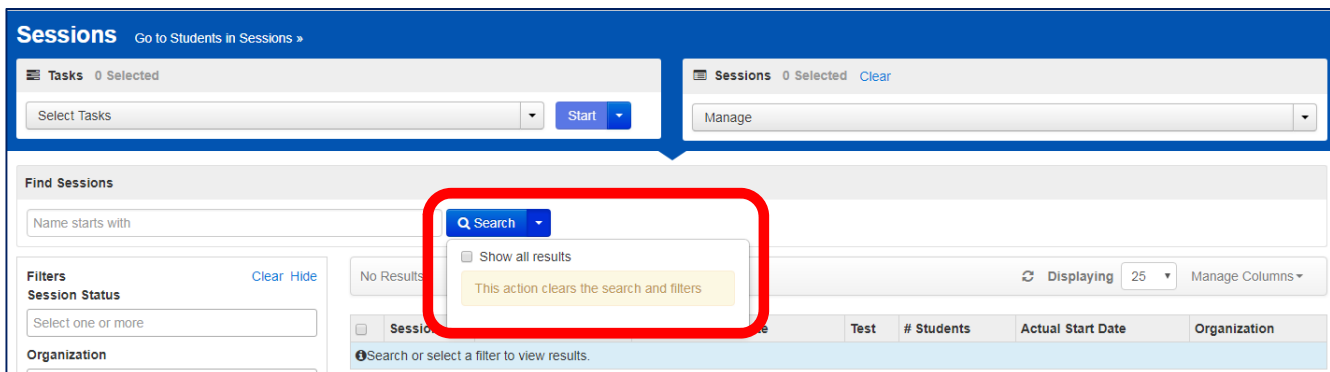 Sessions Go to Students in Sessions »
Tasks 0 Selected
Select Tasks
Start
Sessions 0 Selected Clear
Manage
Find Sessions
Name starts with
Search
Show all results
This action clears the search and filters
Filters Clear Hide
Session Status
Select one or more
Organization
No Results
Displaying 25 Manage Columns
Test # Students Actual Start Date Organization
Search or select a filter to view results.